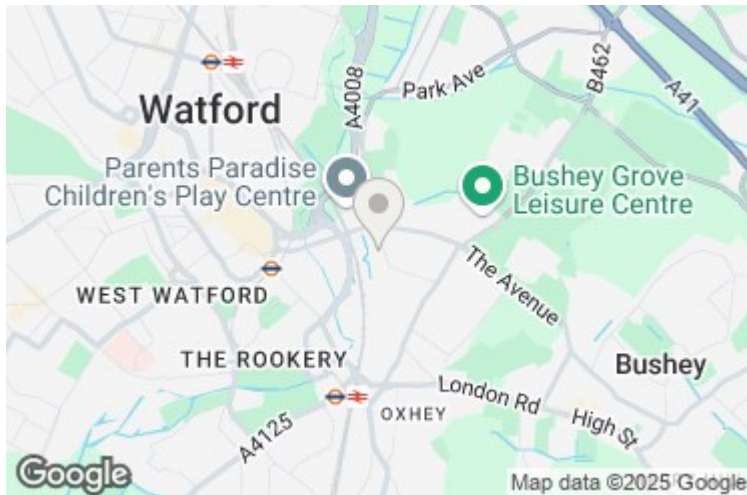 Park Ave
A4008
B462
A41
Watford
Parents Paradise
Children's Play Centre
Bushey Grove
Leisure Centre
The Avenue
WEST WATFORD
THE ROOKERY
Bushey
London Rd
OXHEY
High St
A4125
Google
Map data ©2025 Google